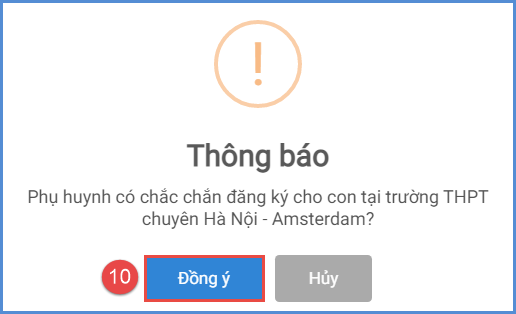 Thông báo
Phụ huynh có chắc chắn đăng ký cho con tại trường THPT
chuyên Hà Nội - Amsterdam?
10 Đồng ý Hủy